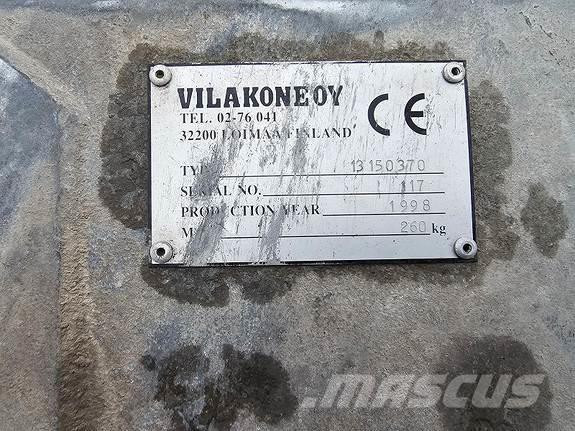 VILAKONE OY
TEL. 02-76 041
32200 LOIMAA FINLAND
CE
TYP 13150370
SERIAL NO. 117
PRODUCTION YEAR 1998
M 260 kg
MASCUS